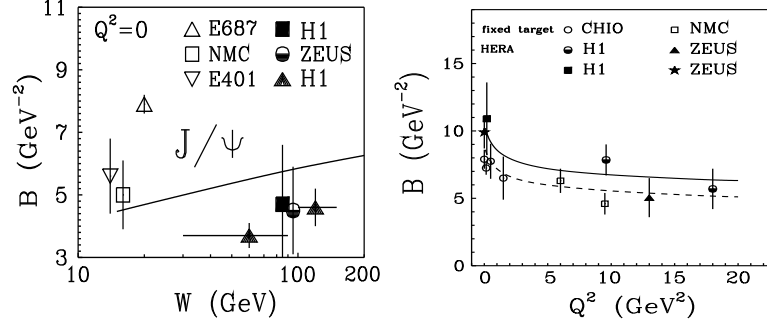 Q²=0
E687 H1
NMC ZEUS
E401 H1
J/ψ
B (GeV⁻²)
11
9
7
5
3
10 100 200
W (GeV)
fixed target CHIO NMC
HERA H1 ZEUS
H1 ZEUS
B (GeV⁻²)
15
10
5
0
0 5 10 15 20
Q² (GeV²)